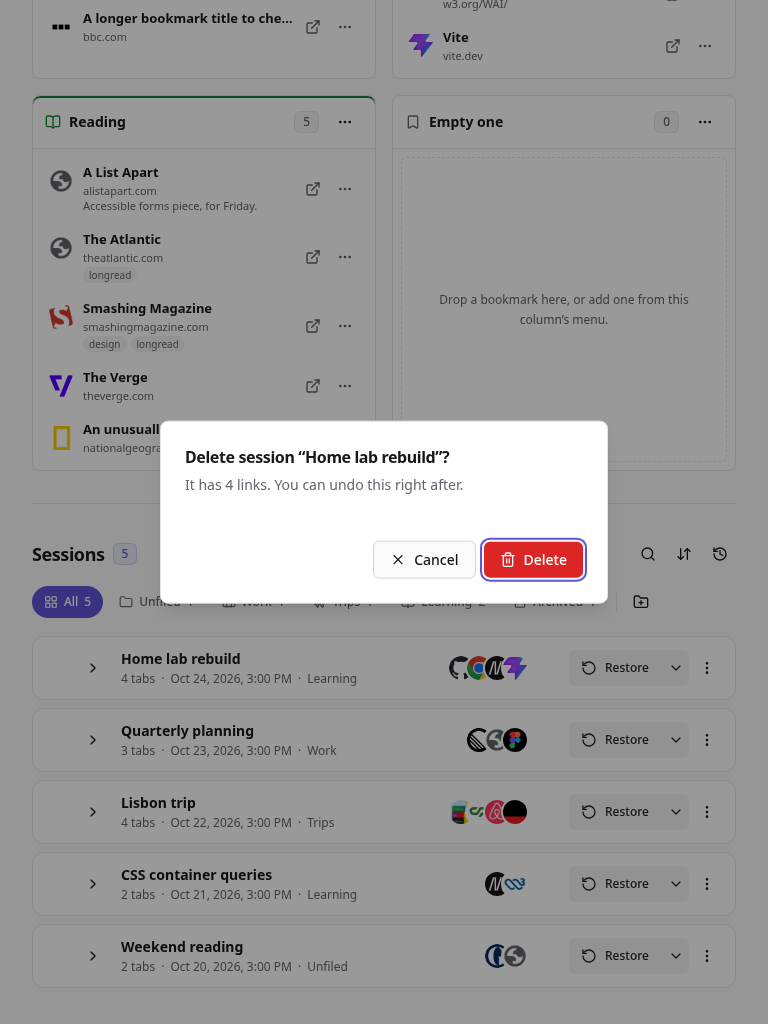 A longer bookmark title to che...
bbc.com
w3.org/WAI/
Vite
vite.dev
Reading
5
A List Apart
alistapart.com
Accessible forms piece, for Friday.
The Atlantic
theatlantic.com
longread
Smashing Magazine
smashingmagazine.com
design longread
The Verge
theverge.com
An unusuall
nationalgeogra
Empty one
0
Drop a bookmark here, or add one from this
column’s menu.
Delete session “Home lab rebuild”?
It has 4 links. You can undo this right after.
Cancel
Delete
Sessions 5
All 5
Home lab rebuild
4 tabs · Oct 24, 2026, 3:00 PM · Learning
Restore
Quarterly planning
3 tabs · Oct 23, 2026, 3:00 PM · Work
Restore
Lisbon trip
4 tabs · Oct 22, 2026, 3:00 PM · Trips
Restore
CSS container queries
2 tabs · Oct 21, 2026, 3:00 PM · Learning
Restore
Weekend reading
2 tabs · Oct 20, 2026, 3:00 PM · Unfiled
Restore